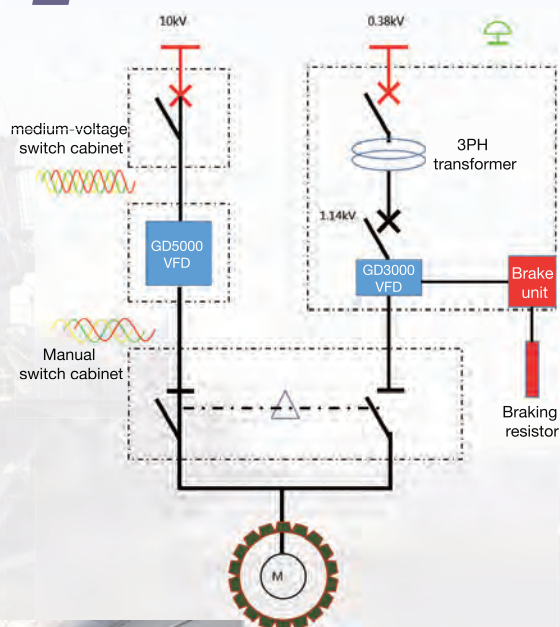 10kV
0.38kV
medium-voltage
switch cabinet
3PH
transformer
1.14kV
GD5000
VFD
GD3000
VFD
Brake
unit
Manual
switch cabinet
Braking
resistor
M